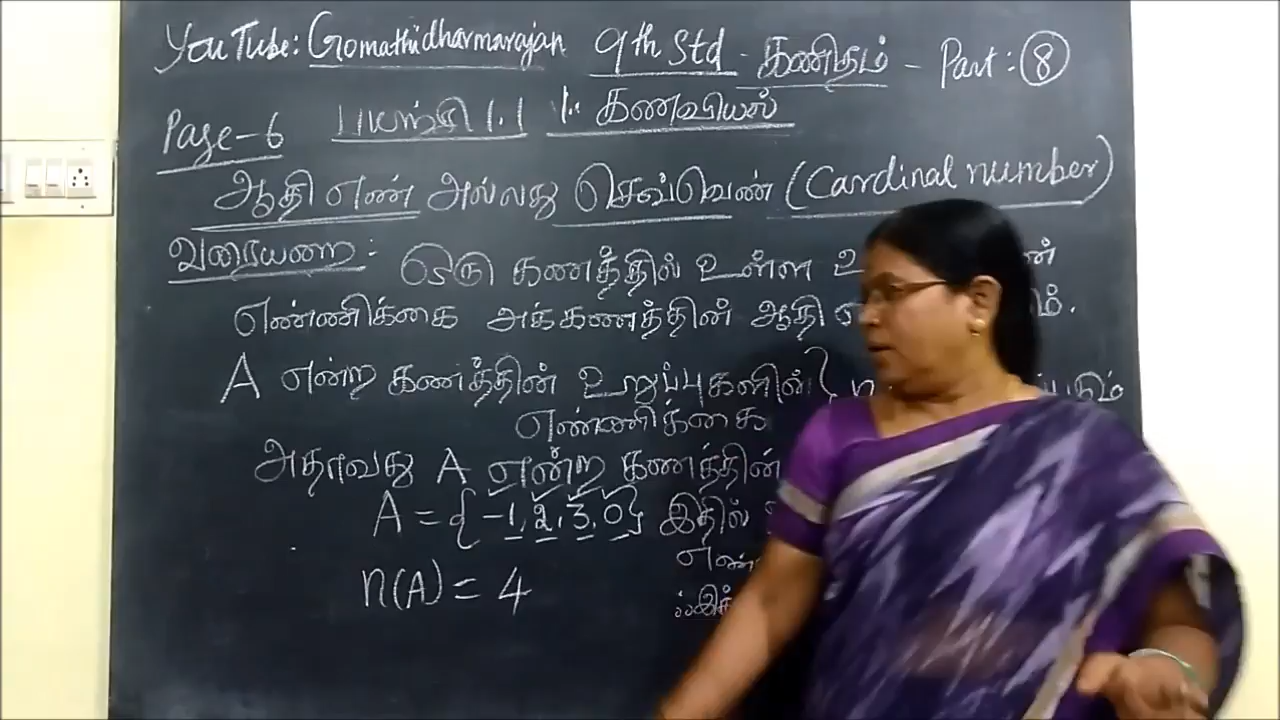 YouTube: Gomathidharmarajan 9th Std - கணிதம் - Part: 8
Page-6 பயிற்சி 1.1 1. கணவியல்
ஆதி எண் அல்லது செவ்வெண் (Cardinal number)
வரையறை: ஒரு கணத்தில் உள்ள
எண்ணிக்கை அக்கணத்தின் ஆதி
A என்ற கணத்தின் உறுப்புகளின் } n
எண்ணிக்கை
அதாவது A என்ற கணத்தின்
A = { -1, 2, 3, 0} இதில்
n(A) = 4